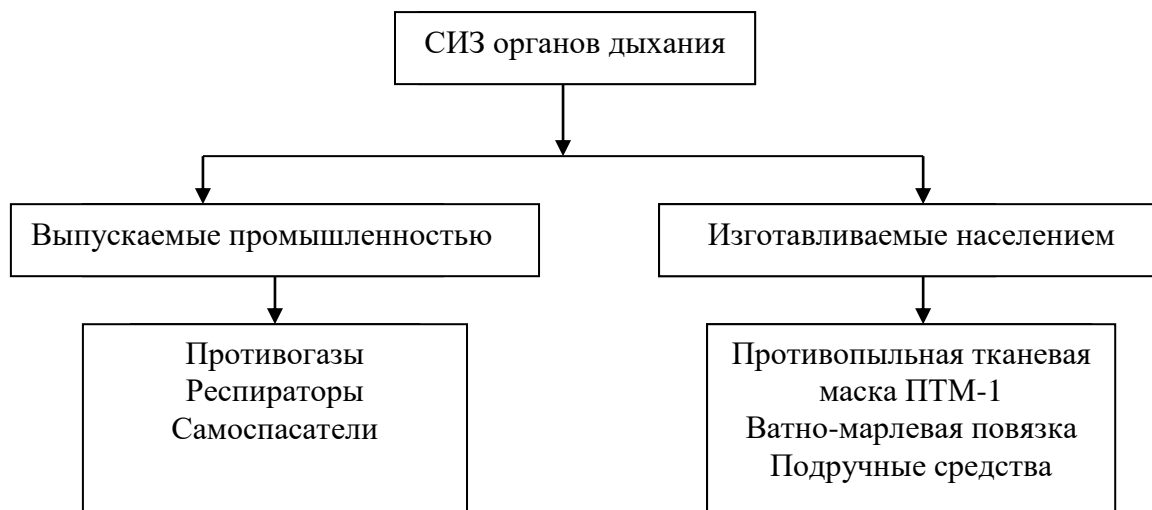 СИЗ органов дыхания
Выпускаемые промышленностью
Изготавливаемые населением
Противогазы
Респираторы
Самоспасатели
Противопыльная тканевая
маска ПТМ-1
Ватно-марлевая повязка
Подручные средства